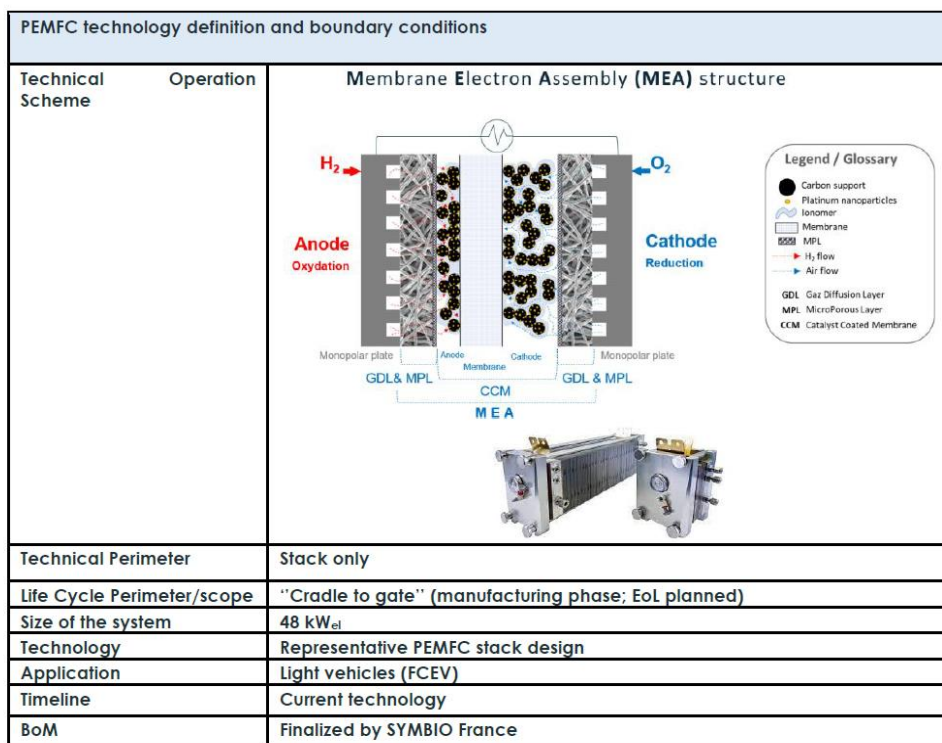 PEMFC technology definition and boundary conditions
Technical Operation
Scheme
Membrane Electron Assembly (MEA) structure
H2
O2
Anode
Oxydation
Cathode
Reduction
Monopolar plate
Anode
Membrane
Cathode
Monopolar plate
GDL& MPL
CCM
GDL & MPL
MEA
Legend / Glossary
Carbon support
Platinum nanoparticles
Ionomer
Membrane
MPL
H2 flow
Air flow
GDL Gaz Diffusion Layer
MPL MicroPorous Layer
CCM Catalyst Coated Membrane
Technical Perimeter
Stack only
Life Cycle Perimeter/scope
‘‘Cradle to gate’’ (manufacturing phase; EoL planned)
Size of the system
48 kWel
Technology
Representative PEMFC stack design
Application
Light vehicles (FCEV)
Timeline
Current technology
BoM
Finalized by SYMBIO France